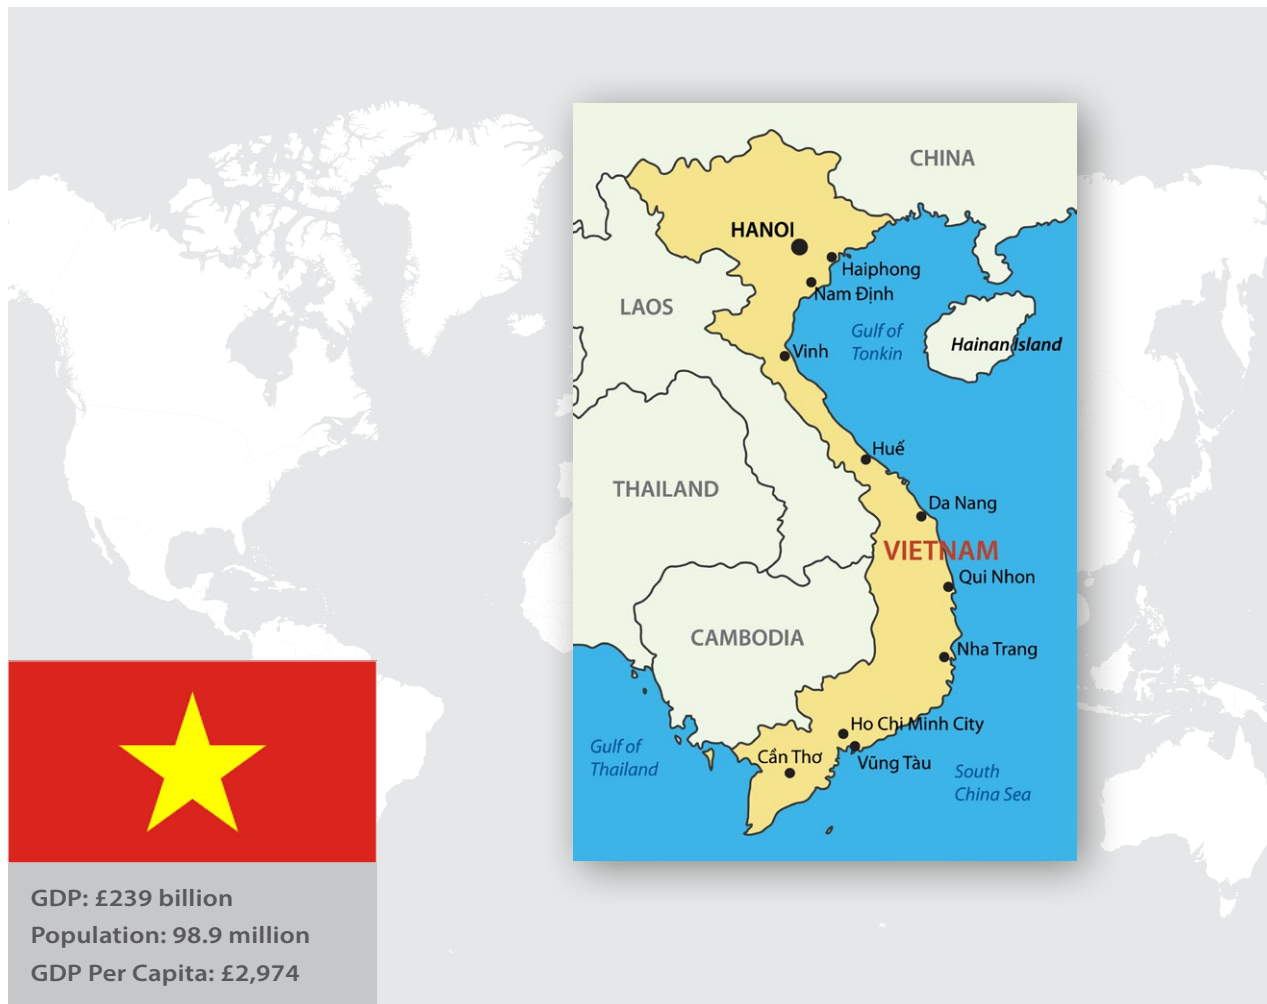 CHINA
HANOI
Haiphong
Nam Định
LAOS
Gulf of
Tonkin
Hainan Island
Vinh
Huế
THAILAND
Da Nang
VIETNAM
Qui Nhon
CAMBODIA
Nha Trang
Ho Chi Minh City
Gulf of
Thailand
Cần Thơ
Vũng Tàu
South
China Sea
GDP: £239 billion
Population: 98.9 million
GDP Per Capita: £2,974